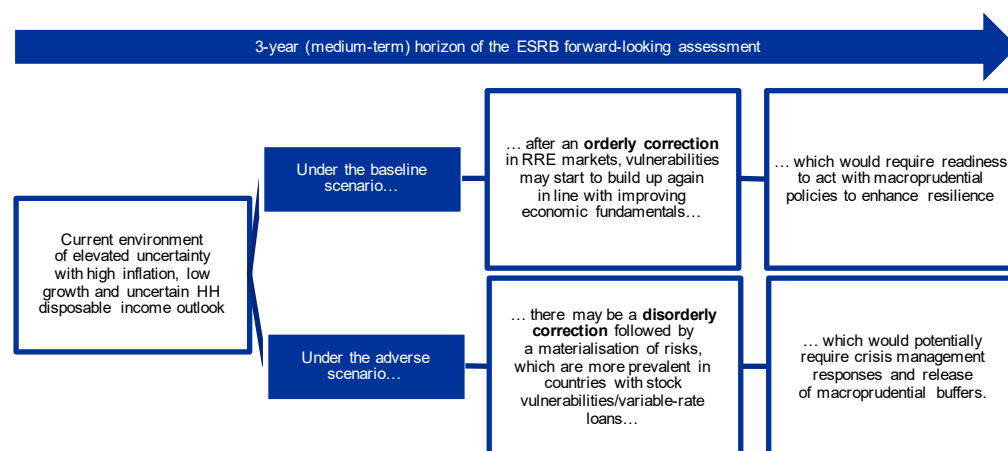 3-year (medium-term) horizon of the ESRB forward-looking assessment
Current environment
of elevated uncertainty
with high inflation, low
growth and uncertain HH
disposable income outlook
Under the baseline
scenario…
… after an orderly correction
in RRE markets, vulnerabilities
may start to build up again
in line with improving
economic fundamentals…
… which would require readiness
to act with macroprudential
policies to enhance resilience
Under the adverse
scenario…
… there may be a disorderly
correction followed by
a materialisation of risks,
which are more prevalent in
countries with stock
vulnerabilities/variable-rate
loans…
… which would potentially
require crisis management
responses and release
of macroprudential buffers.